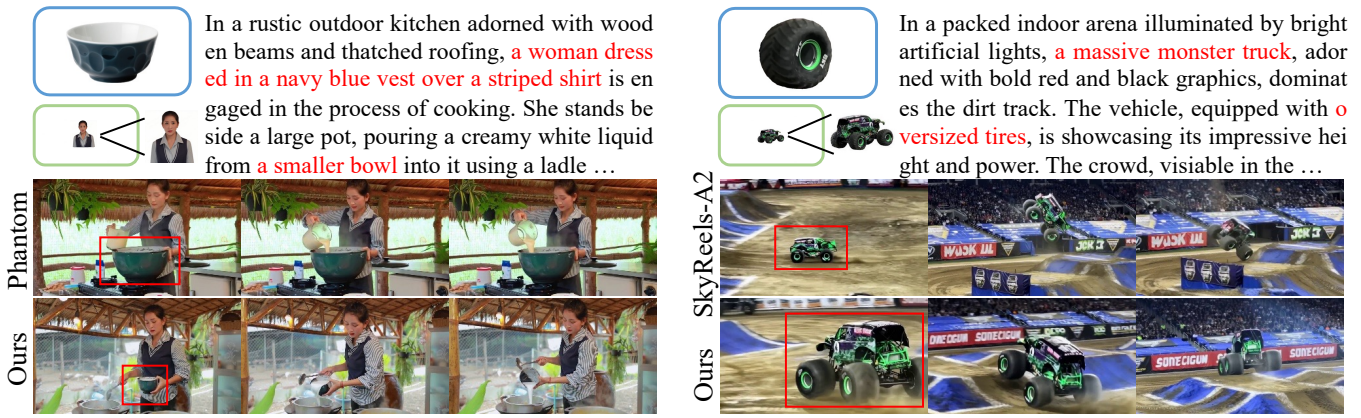 In a rustic outdoor kitchen adorned with wood
en beams and thatched roofing, a woman dress
ed in a navy blue vest over a striped shirt is en
gaged in the process of cooking. She stands be
side a large pot, pouring a creamy white liquid
from a smaller bowl into it using a ladle …
Phantom
Ours
In a packed indoor arena illuminated by bright
artificial lights, a massive monster truck, ador
ned with bold red and black graphics, dominat
es the dirt track. The vehicle, equipped with o
versized tires, is showcasing its impressive hei
ght and power. The crowd, visiable in the …
SkyReels-A2
Ours
SONECIGUM